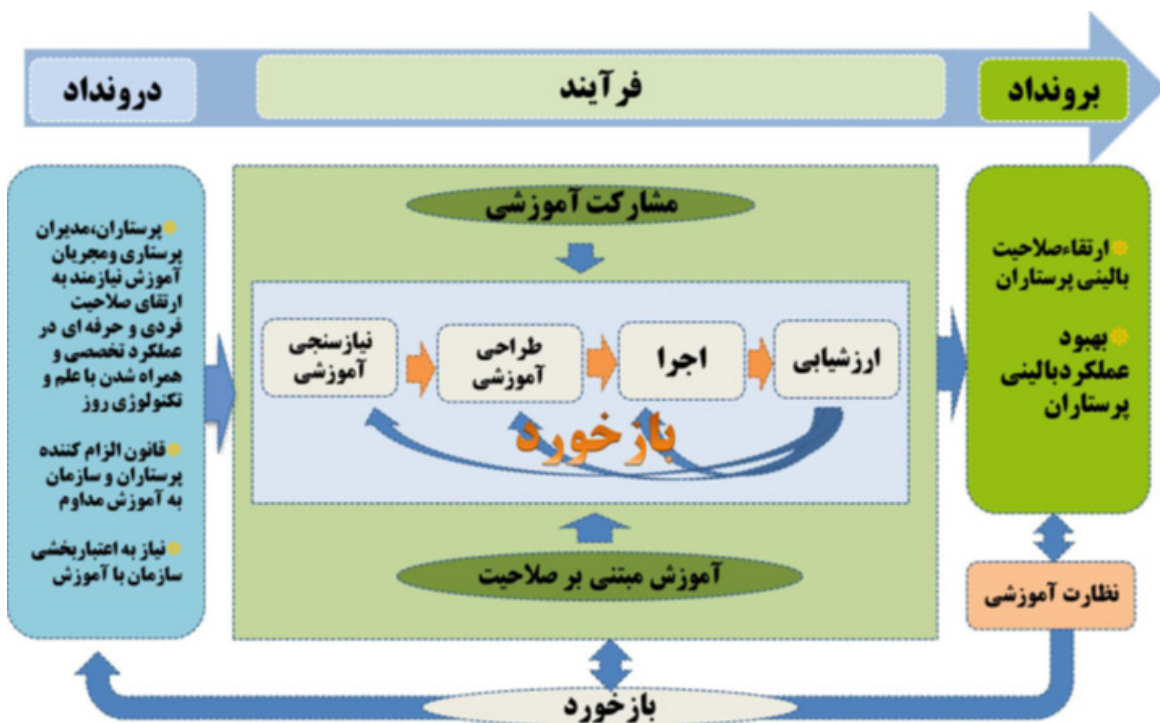 درونداد
فرآیند
برونداد
پرستاران،مدیران
پرستاری ومجریان
آموزش نیازمند به
ارتقای صلاحیت
فردی و حرفه ای در
عملکرد تخصصی و
همراه شدن با علم و
تکنولوژی روز
قانون الزام کننده
پرستاران و سازمان
به آموزش مداوم
نیاز به اعتباربخشی
سازمان با آموزش
مشارکت آموزشی
نیازسنجی
آموزشی
طراحی
آموزشی
اجرا
ارزشیابی
بازخورد
آموزش مبتنی بر صلاحیت
ارتقاءصلاحیت
بالینی پرستاران
بهبود
عملکردبالینی
پرستاران
نظارت آموزشی
بازخورد